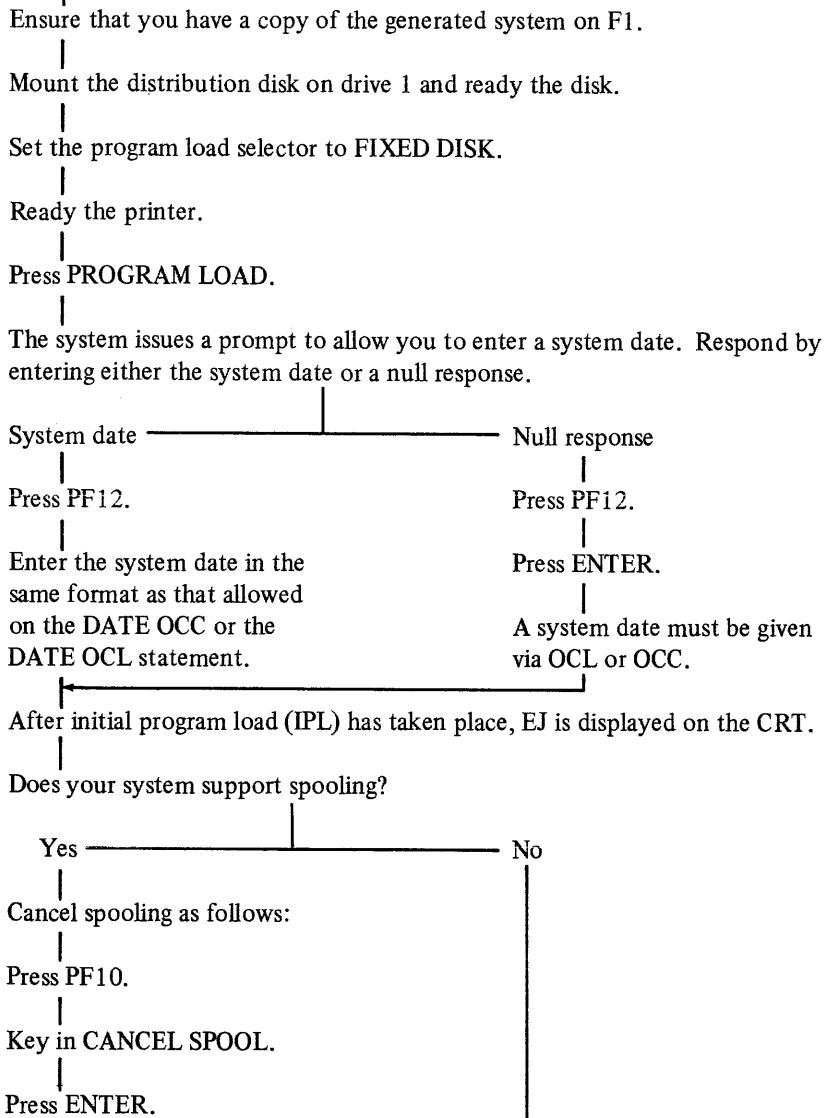 Ensure that you have a copy of the generated system on F1.
Mount the distribution disk on drive 1 and ready the disk.
Set the program load selector to FIXED DISK.
Ready the printer.
Press PROGRAM LOAD.
The system issues a prompt to allow you to enter a system date. Respond by
entering either the system date or a null response.
System date
Press PF12.
Enter the system date in the
same format as that allowed
on the DATE OCC or the
DATE OCL statement.
Null response
Press PF12.
Press ENTER.
A system date must be given
via OCL or OCC.
After initial program load (IPL) has taken place, EJ is displayed on the CRT.
Does your system support spooling?
Yes
No
Cancel spooling as follows:
Press PF10.
Key in CANCEL SPOOL.
Press ENTER.